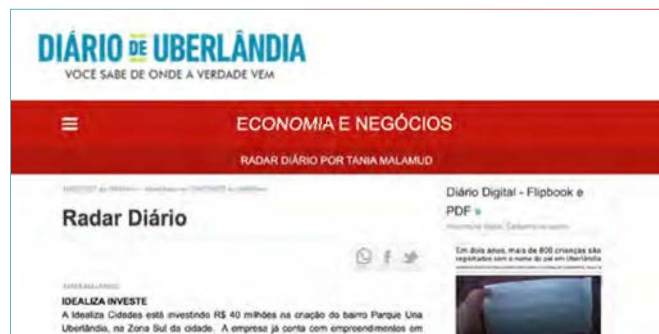 DIÁRIO DE UBERLÂNDIA
VOCÊ SABE DE ONDE A VERDADE VEM
ECONOMIA E NEGÓCIOS
RADAR DIÁRIO POR TANIA MALAMUD
Radar Diário
TANIA MALAMUD
IDEALIZA INVESTE
A Idealiza Cidades está investindo R$ 40 milhões na criação do bairro Parque Una
Uberlândia, na Zona Sul da cidade. A empresa já conta com empreendimentos em
Diário Digital - Flipbook e
PDF
Em dois anos, mais de 800 crianças são
registradas sem o nome do pai em Uberlândia